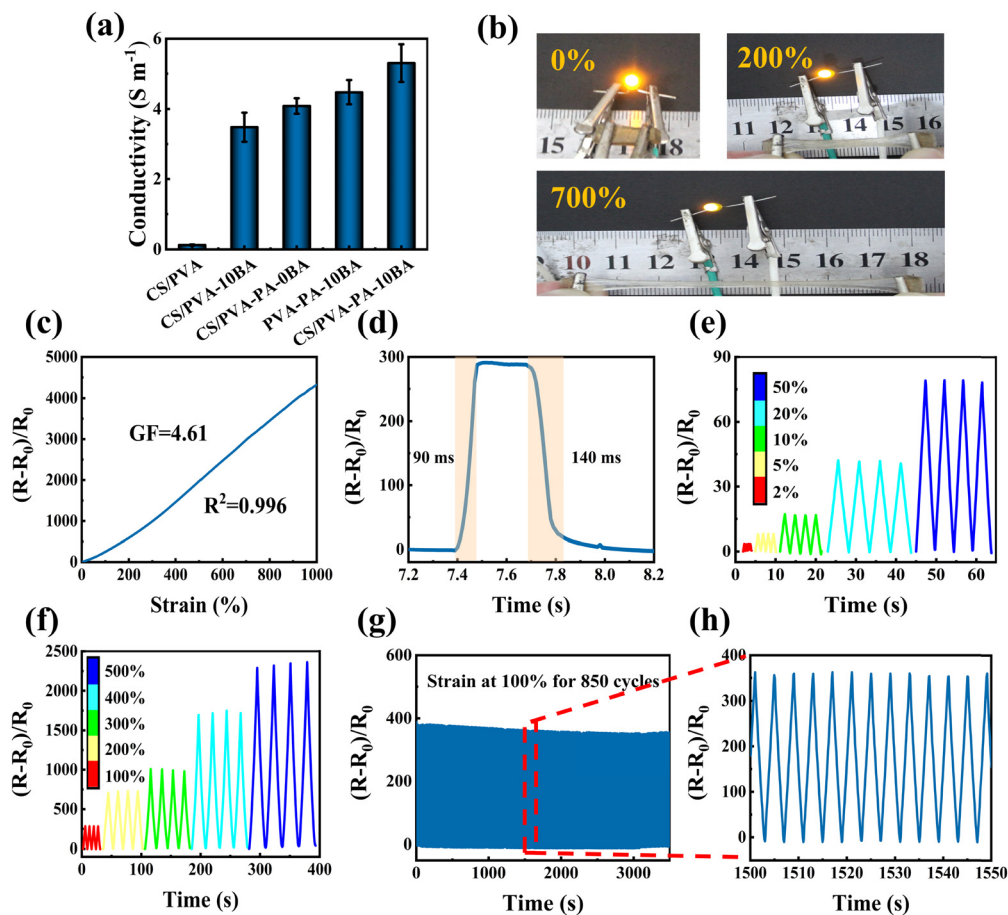 (a)
Conductivity (S m⁻¹)
6
4
2
0
CS/PVA
CS/PVA-10BA
CS/PVA-PA-0BA
PVA-PA-10BA
CS/PVA-PA-10BA
(b)
0%
15
18
200%
11 12 13 14 15 16
700%
10 11 12 13 14 15 16 17 18
(c)
(R-R₀)/R₀
5000
4000
3000
2000
1000
0
GF=4.61
R²=0.996
0 200 400 600 800 1000
Strain (%)
(d)
(R-R₀)/R₀
300
200
100
0
90 ms
140 ms
7.2 7.4 7.6 7.8 8.0 8.2
Time (s)
(e)
(R-R₀)/R₀
90
60
30
0
50%
20%
10%
5%
2%
0 10 20 30 40 50 60
Time (s)
(f)
(R-R₀)/R₀
2500
2000
1500
1000
500
0
500%
400%
300%
200%
100%
0 100 200 300 400
Time (s)
(g)
(R-R₀)/R₀
600
400
200
0
Strain at 100% for 850 cycles
0 1000 2000 3000
Time (s)
(h)
(R-R₀)/R₀
400
300
200
100
0
1500 1510 1520 1530 1540 1550
Time (s)